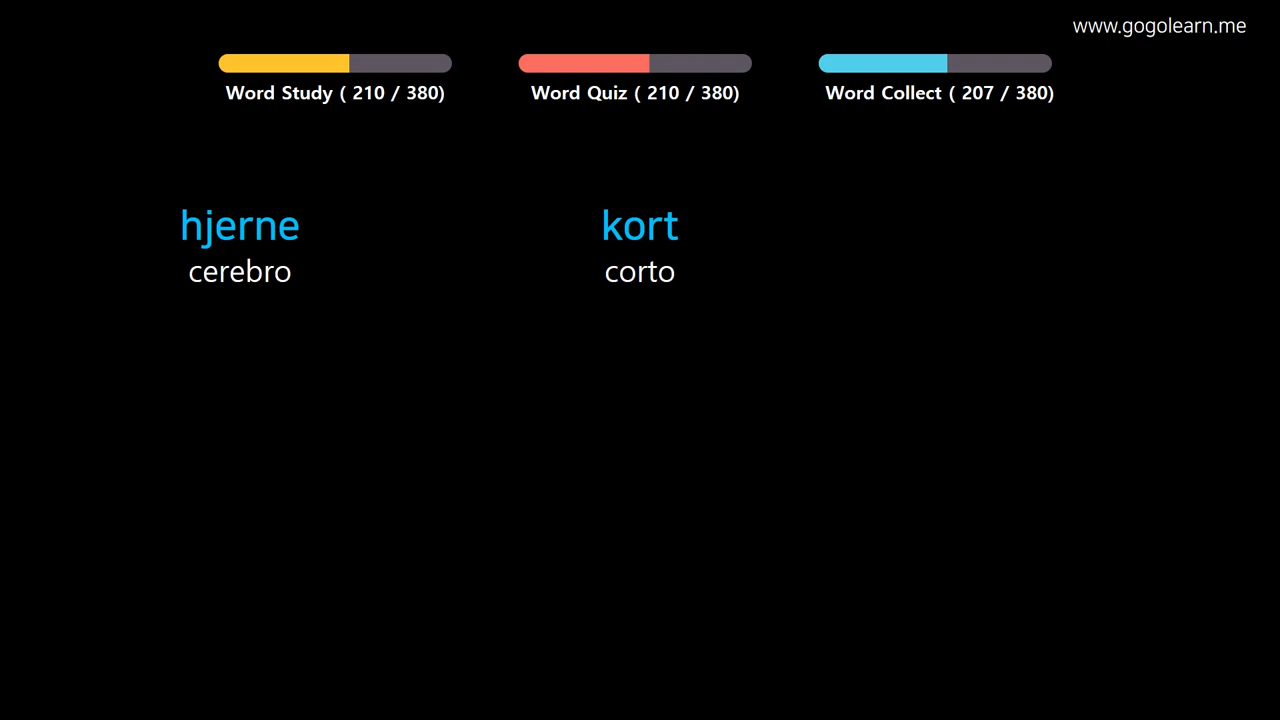 www.gogolearn.me
Word Study ( 210 / 380)
Word Quiz ( 210 / 380)
Word Collect ( 207 / 380)
hjerne
cerebro
kort
corto